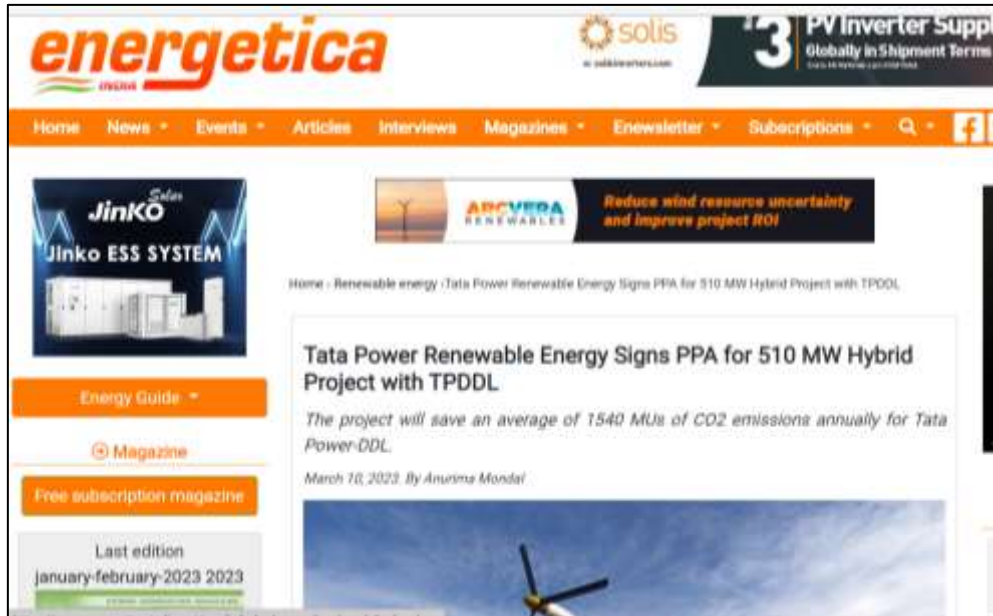 energetica
INDIA
solis
3
PV Inverter Suppl
Globally in Shipment Terms
Home News Events Articles Interviews Magazines Enewsletter Subscriptions
JinKO Solar
Jinko ESS SYSTEM
ARCVERA
RENEWABLES
Reduce wind resource uncertainty
and improve project ROI
Home - Renewable energy - Tata Power Renewable Energy Signs PPA for 510 MW Hybrid Project with TPDDL
Tata Power Renewable Energy Signs PPA for 510 MW Hybrid
Project with TPDDL
The project will save an average of 1540 MUs of CO2 emissions annually for Tata
Power-DDL.
March 10, 2023. By Anurima Mondal
Energy Guide
Magazine
Free subscription magazine
Last edition
january-february-2023 2023